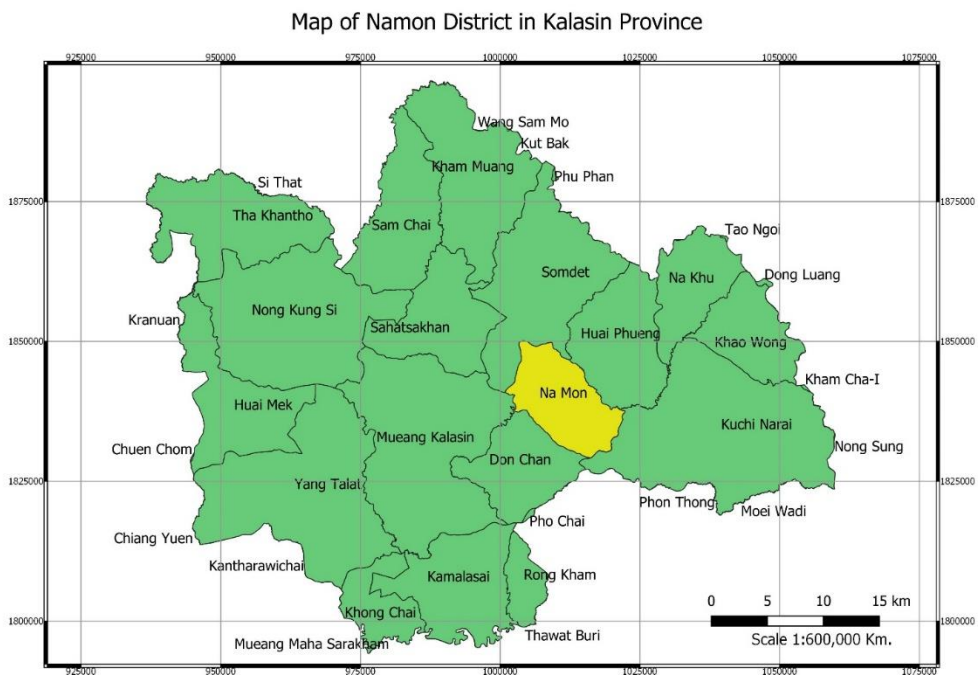 Map of Namon District in Kalasin Province
925000 950000 975000 1000000 1025000 1050000 1075000
Wang Sam Mo
Kut Bak
Kham Muang
Phu Phan
Si That
1875000 1875000
Tha Khantho
Sam Chai
Tao Ngoi
Somdet
Na Khu
Dong Luang
Nong Kung Si
Kranuan
Sahatsakhan
Huai Phueng
1850000 1850000
Khao Wong
Kham Cha-I
Na Mon
Huai Mek
Kuchi Narai
Mueang Kalasin
Nong Sung
Chuen Chom
Don Chan
1825000 1825000
Yang Talat
Phon Thong
Moei Wadi
Pho Chai
Chiang Yuen
Kantharawichai
Kamalasai
Rong Kham
0 5 10 15 km
Khong Chai
1800000 1800000
Thawat Buri
Scale 1:600,000 Km.
Mueang Maha Sarakham
925000 950000 975000 1000000 1025000 1050000 1075000